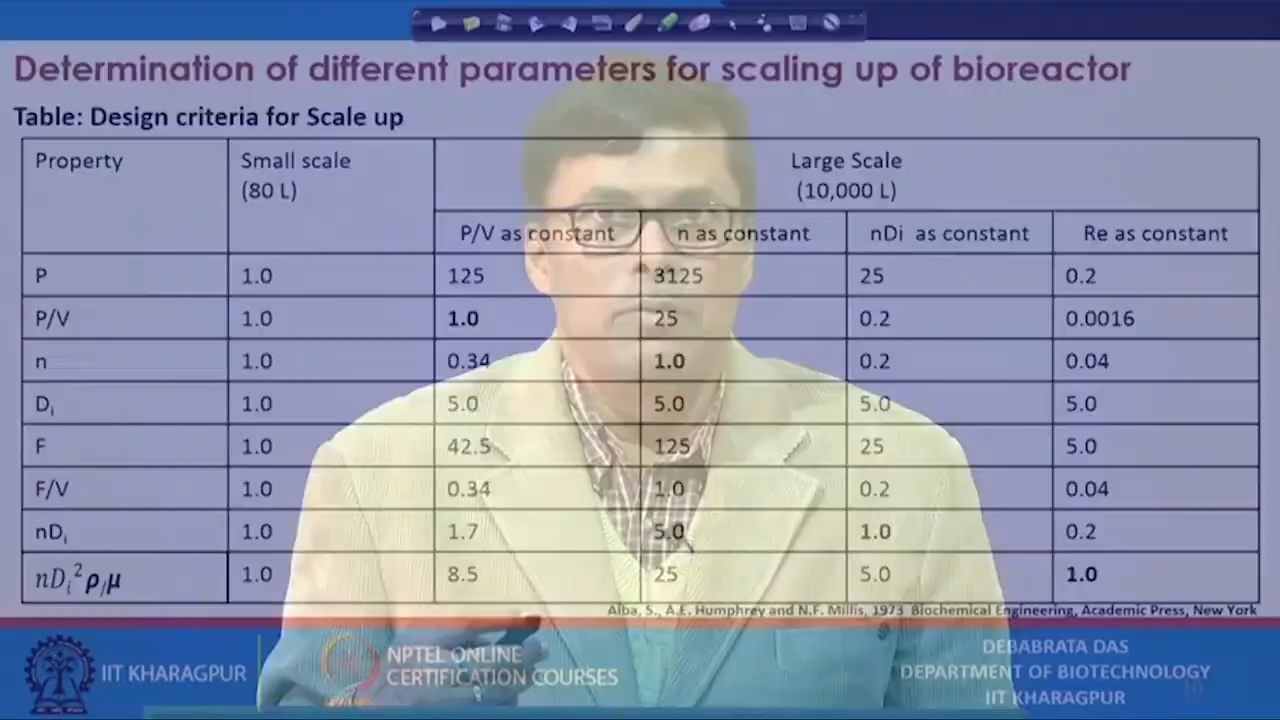 Determination of different parameters for scaling up of bioreactor
Table: Design criteria for Scale up
Property Small scale Large Scale
(80 L) (10,000 L)
P/V as constant n as constant nDi as constant Re as constant
P 1.0 125 3125 25 0.2
P/V 1.0 1.0 25 0.2 0.0016
n 1.0 0.34 1.0 0.2 0.04
Di 1.0 5.0 5.0 5.0 5.0
F 1.0 42.5 125 25 5.0
F/V 1.0 0.34 1.0 0.2 0.04
nDi 1.0 1.7 5.0 1.0 0.2
nDi²ρ/μ 1.0 8.5 25 5.0 1.0
Alba, S., A.E. Humphrey and N.F. Millis, 1973 Biochemical Engineering, Academic Press, New York
IIT KHARAGPUR
NPTEL ONLINE
CERTIFICATION COURSES
DEBABRATA DAS
DEPARTMENT OF BIOTECHNOLOGY
IIT KHARAGPUR